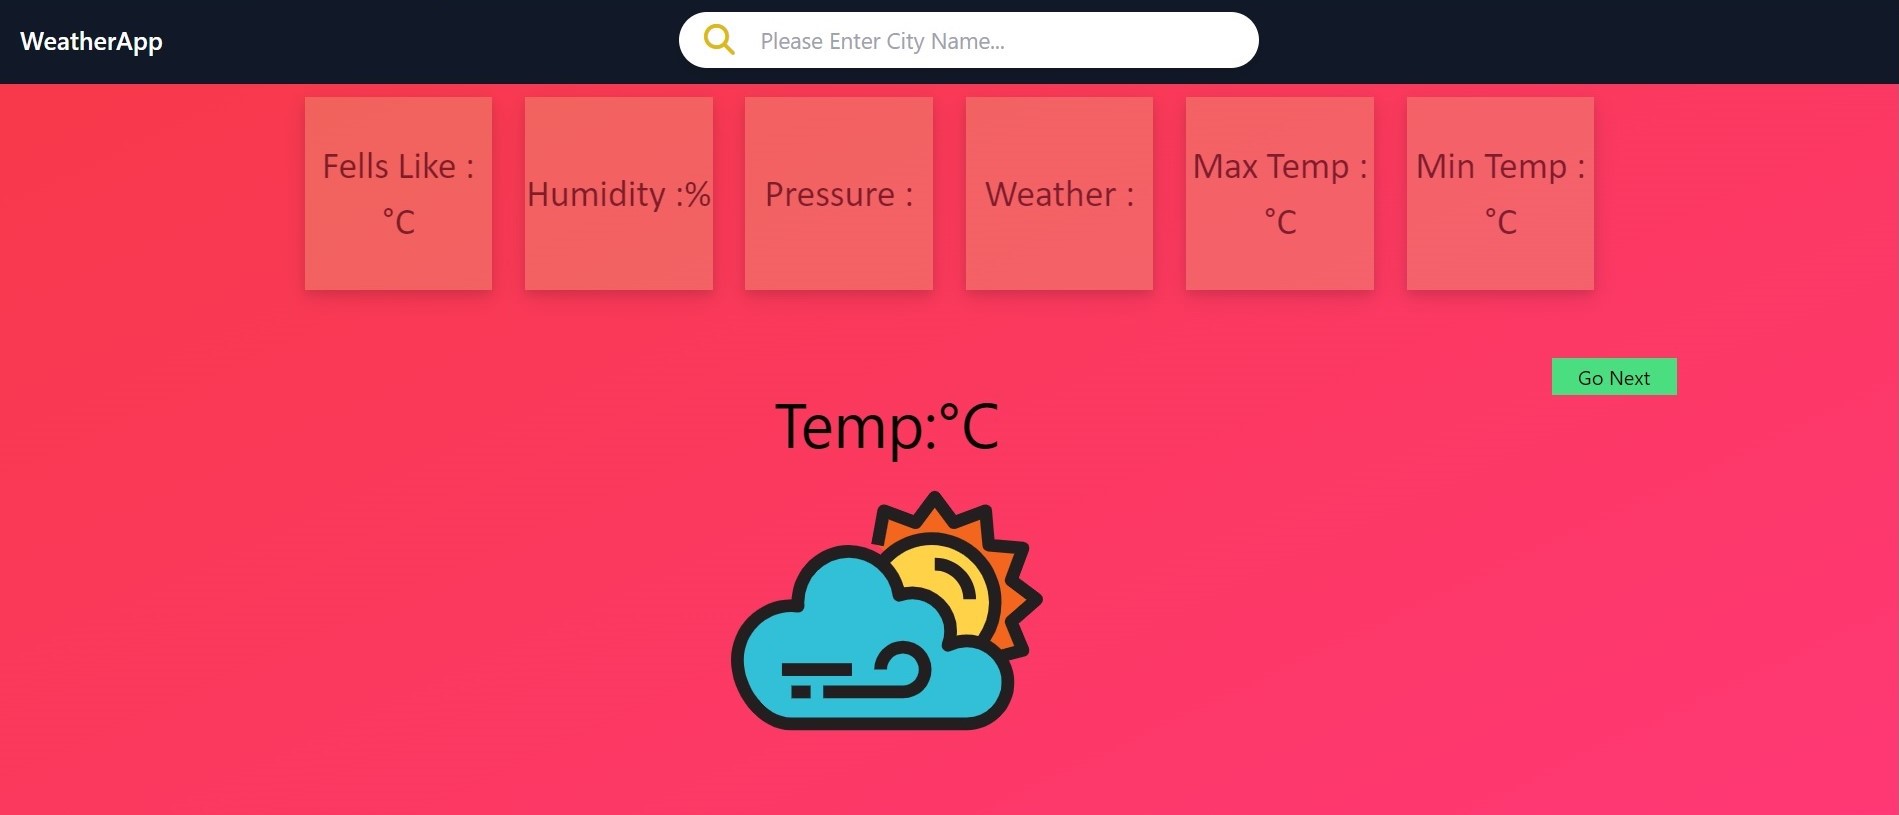 WeatherApp
Please Enter City Name...
Fells Like :
°C
Humidity :%
Pressure :
Weather :
Max Temp :
°C
Min Temp :
°C
Go Next
Temp:°C